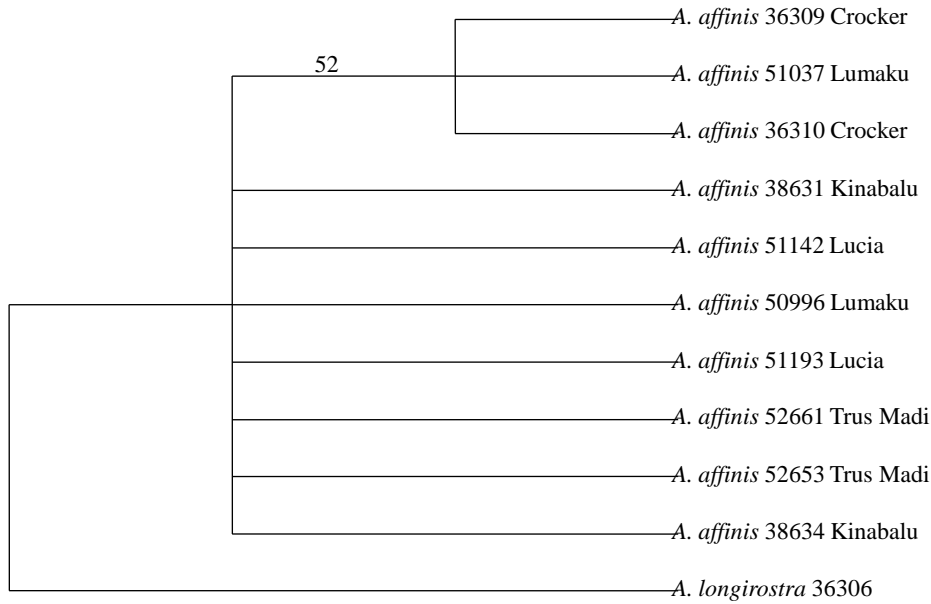 A. affinis 36309 Crocker
52
A. affinis 51037 Lumaku
A. affinis 36310 Crocker
A. affinis 38631 Kinabalu
A. affinis 51142 Lucia
A. affinis 50996 Lumaku
A. affinis 51193 Lucia
A. affinis 52661 Trus Madi
A. affinis 52653 Trus Madi
A. affinis 38634 Kinabalu
A. longirostra 36306